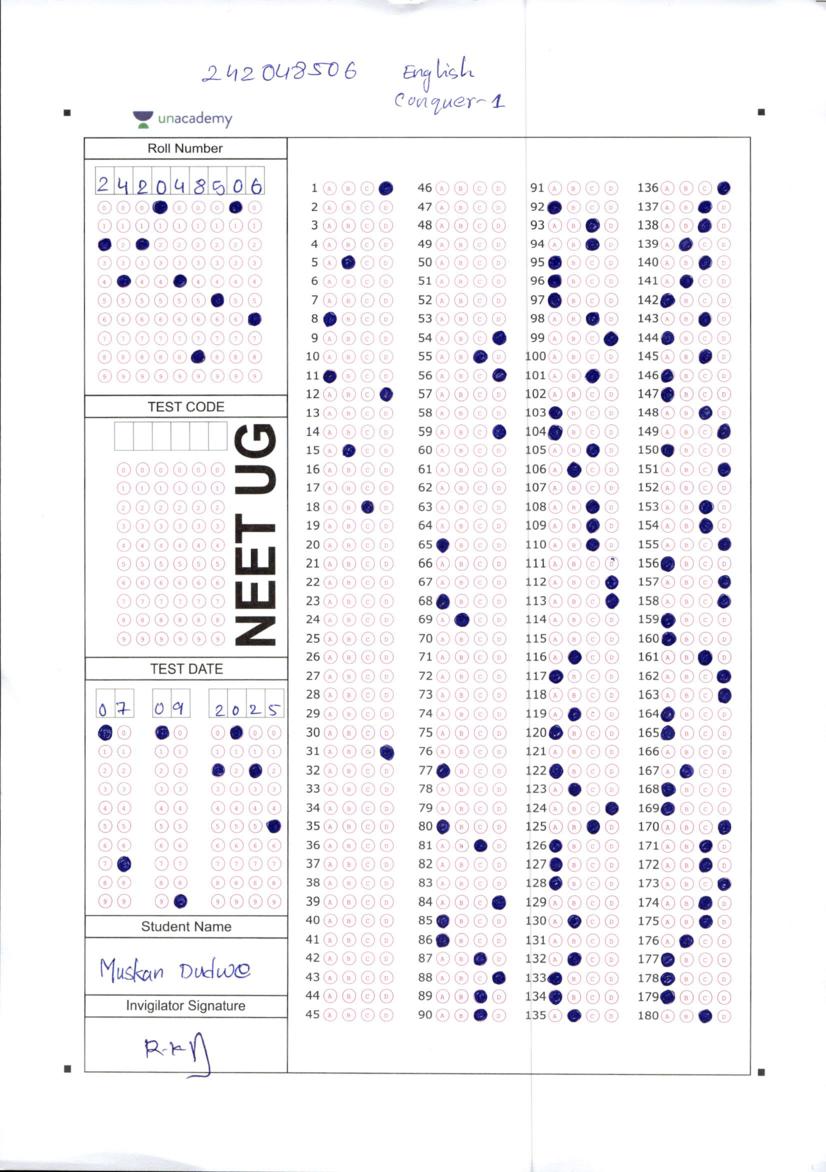 242048506 English
Conquer-1
unacademy
Roll Number
2 4 2 0 4 8 5 0 6
TEST CODE
NEET UG
TEST DATE
0 7 0 9 2 0 2 5
Student Name
Muskan Dudwe
Invigilator Signature
1 A B C 46 A B C D 91 A B C D 136 A B C
2 A B C D 47 A B C D 92 B C D 137 A B D
3 A B C D 48 A B C D 93 A B D 138 A B D
4 A B C D 49 A B C D 94 A B D 139 A C D
5 A C D 50 A B C D 95 B C D 140 A B D
6 A B C D 51 A B C D 96 B C D 141 A C D
7 A B C D 52 A B C D 97 B C D 142 B C D
8 B C D 53 A B C D 98 A B D 143 A B D
9 A B C D 54 A B C 99 A B C 144 B C D
10 A B C D 55 A B D 100 A B C D 145 A B D
11 B C D 56 A B C 101 A B D 146 B C D
12 A B C 57 A B C D 102 A B C D 147 B C D
13 A B C D 58 A B C D 103 B C D 148 A B D
14 A B C D 59 A B C 104 B C D 149 A B C
15 A C D 60 A B C D 105 A B D 150 B C D
16 A B C D 61 A B C D 106 A C D 151 A B C
17 A B C D 62 A B C D 107 A B C D 152 A B C D
18 A B D 63 A B C D 108 A B D 153 A B D
19 A B C D 64 A B C D 109 A B D 154 A B D
20 A B C D 65 B C D 110 A B D 155 A B C
21 A B C D 66 A B C D 111 A B C 156 B C D
22 A B C D 67 A B C D 112 A B C 157 A B C
23 A B C D 68 B C D 113 A B C 158 A B C
24 A B C D 69 A C D 114 A B C D 159 B C D
25 A B C D 70 A B C D 115 A B C D 160 B C D
26 A B C D 71 A B C D 116 A C D 161 A B D
27 A B C D 72 A B C D 117 B C D 162 A B C
28 A B C D 73 A B C D 118 A B C D 163 A B C
29 A B C D 74 A B C D 119 A C D 164 B C D
30 A B C D 75 A B C D 120 B C D 165 B C D
31 A B C 76 A B C D 121 A B C D 166 A B C D
32 A B C D 77 B C D 122 B C D 167 A C D
33 A B C D 78 A B C D 123 A C D 168 B C D
34 A B C D 79 A B C D 124 A B C 169 B C D
35 A B C D 80 B C D 125 A B D 170 A B C
36 A B C D 81 A B D 126 B C D 171 A B D
37 A B C D 82 A B C D 127 B C D 172 A B D
38 A B C D 83 A B C D 128 B C D 173 A B C
39 A B C D 84 A B C 129 A B C D 174 A B D
40 A B C D 85 B C D 130 A C D 175 A B D
41 A B C D 86 B C D 131 A B C D 176 A C D
42 A B C D 87 A B D 132 A C D 177 B C D
43 A B C D 88 A B C 133 B C D 178 B C D
44 A B C D 89 A B D 134 B C D 179 B C D
45 A B C D 90 A B D 135 A C D 180 A B D